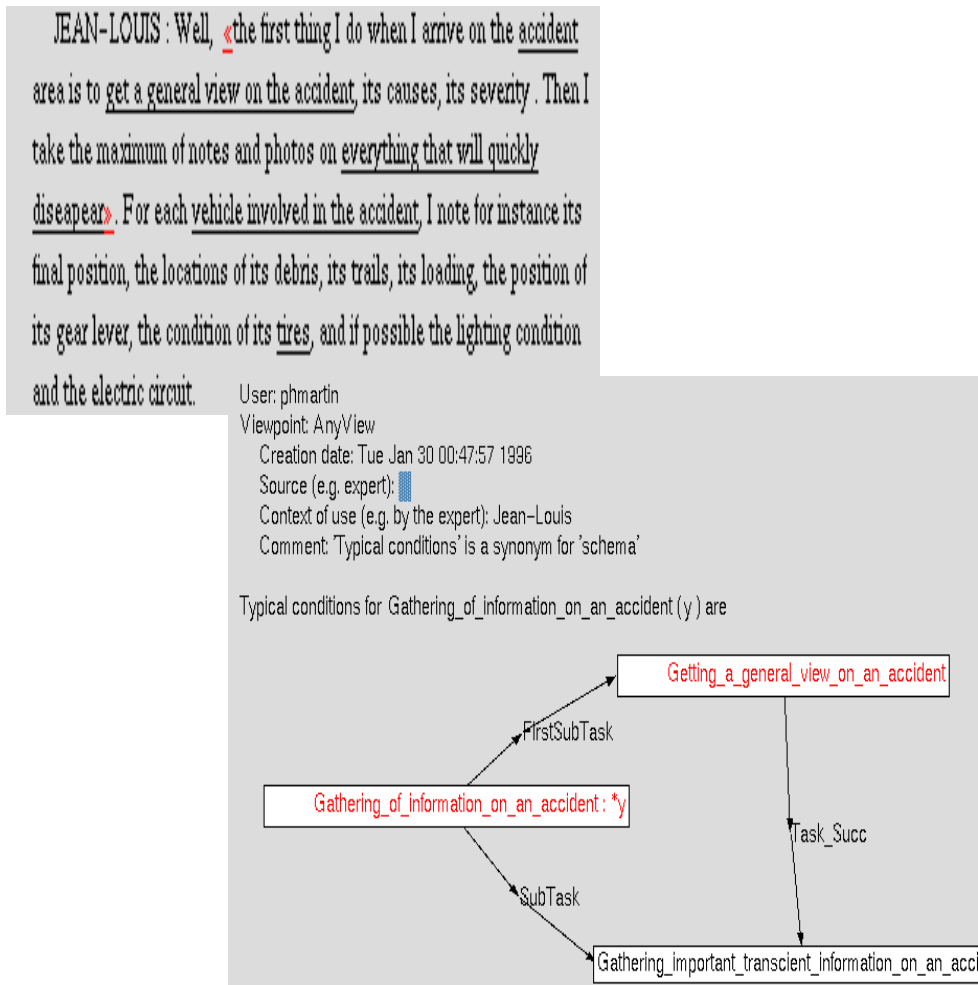 JEAN-LOUIS : Well, «the first thing I do when I arrive on the accident
area is to get a general view on the accident, its causes, its severity . Then I
take the maximum of notes and photos on everything that will quickly
diseapear» . For each vehicle involved in the accident, I note for instance its
final position, the locations of its debris, its trails, its loading, the position of
its gear lever, the condition of its tires, and if possible the lighting condition
and the electric circuit.
User: phmartin
Viewpoint: AnyView
Creation date: Tue Jan 30 00:47:57 1996
Source (e.g. expert):
Context of use (e.g. by the expert): Jean-Louis
Comment: 'Typical conditions' is a synonym for 'schema'
Typical conditions for Gathering_of_information_on_an_accident ( y ) are
Getting_a_general_view_on_an_accident
FirstSubTask
Gathering_of_information_on_an_accident : *y
Task_Succ
SubTask
Gathering_important_transcient_information_on_an_acci